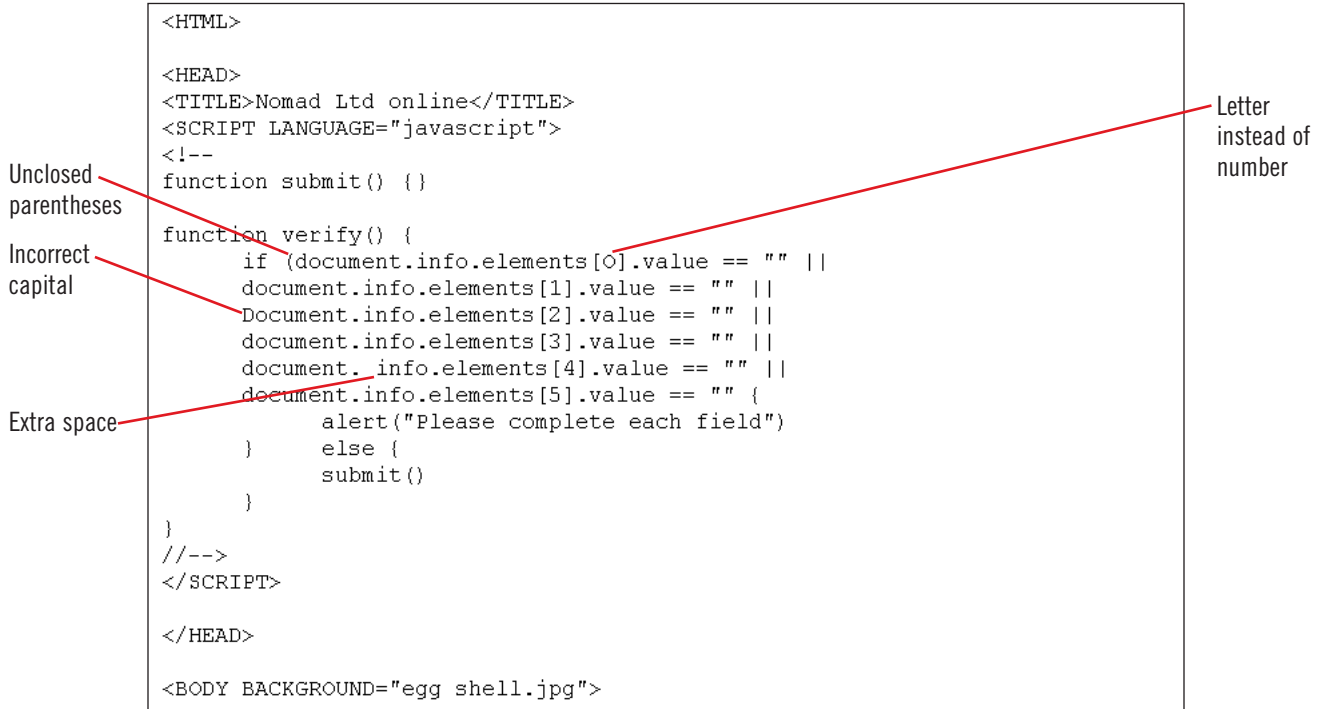 <HTML>
<HEAD>
<TITLE>Nomad Ltd online</TITLE>
<SCRIPT LANGUAGE="javascript">
<!--
function submit() {}
function verify() {
if (document.info.elements[O].value == "" ||
document.info.elements[1].value == "" ||
Document.info.elements[2].value == "" ||
document.info.elements[3].value == "" ||
document. info.elements[4].value == "" ||
document.info.elements[5].value == "" {
alert("Please complete each field")
} else {
submit()
}
}
//-->
</SCRIPT>
</HEAD>
<BODY BACKGROUND="egg shell.jpg">
Unclosed
parentheses
Incorrect
capital
Extra space
Letter
instead of
number